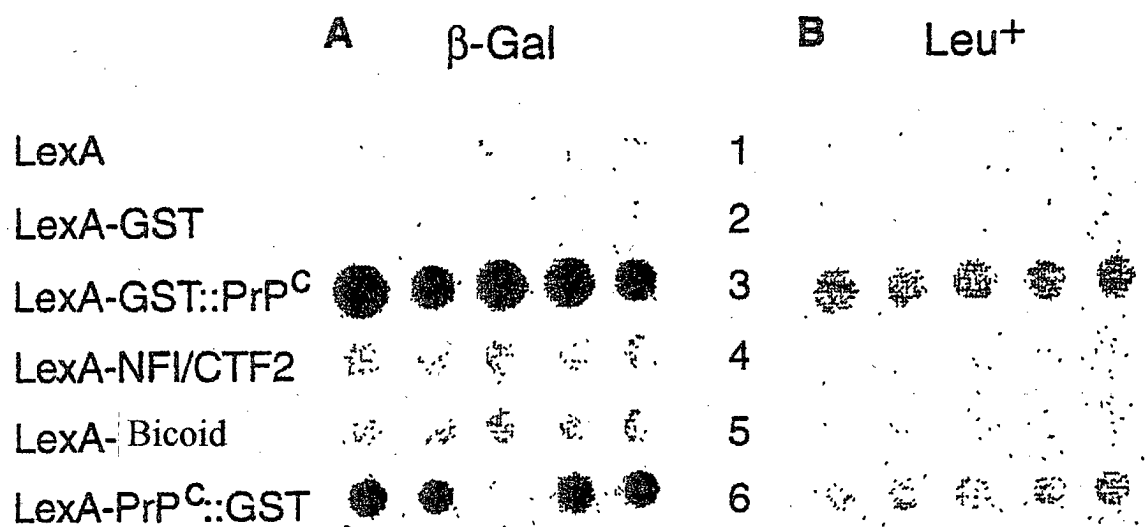 A β-Gal B Leu+
LexA 1
LexA-GST 2
LexA-GST::PrPC 3
LexA-NFI/CTF2 4
LexA- Bicoid 5
LexA-PrPC::GST 6